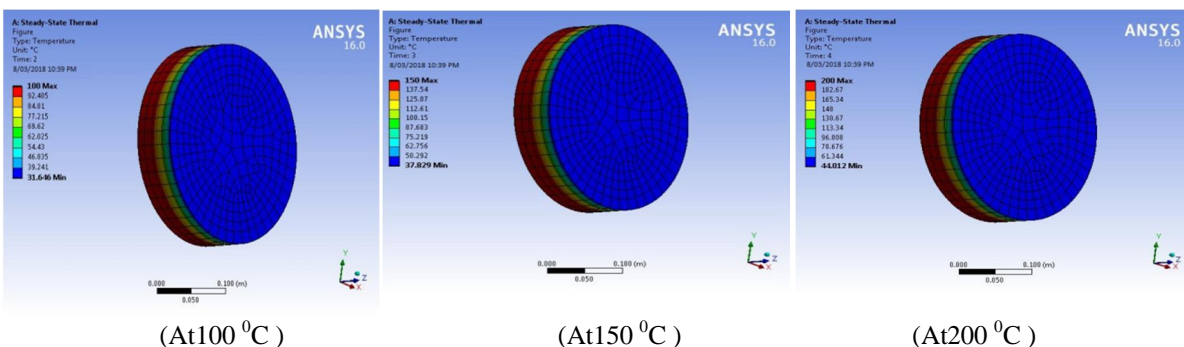 A: Steady-State Thermal
Figure
Type: Temperature
Unit: °C
Time: 2
8/03/2018 10:39 PM
ANSYS
16.0
100 Max
92.405
84.81
77.215
69.62
62.025
54.43
46.835
39.241
31.646 Min
0.000
0.100 (m)
0.050
Y
Z
X
(At100 ⁰C )
A: Steady-State Thermal
Figure
Type: Temperature
Unit: °C
Time: 3
8/03/2018 10:39 PM
ANSYS
16.0
150 Max
137.54
125.07
112.61
100.15
87.683
75.219
62.756
50.292
37.829 Min
0.000
0.100 (m)
0.050
Y
Z
X
(At150 ⁰C )
A: Steady-State Thermal
Figure
Type: Temperature
Unit: °C
Time: 4
8/03/2018 10:39 PM
ANSYS
16.0
200 Max
182.67
165.34
148
130.67
113.34
96.008
78.676
61.344
44.012 Min
0.000
0.100 (m)
0.050
Y
Z
X
(At200 ⁰C )